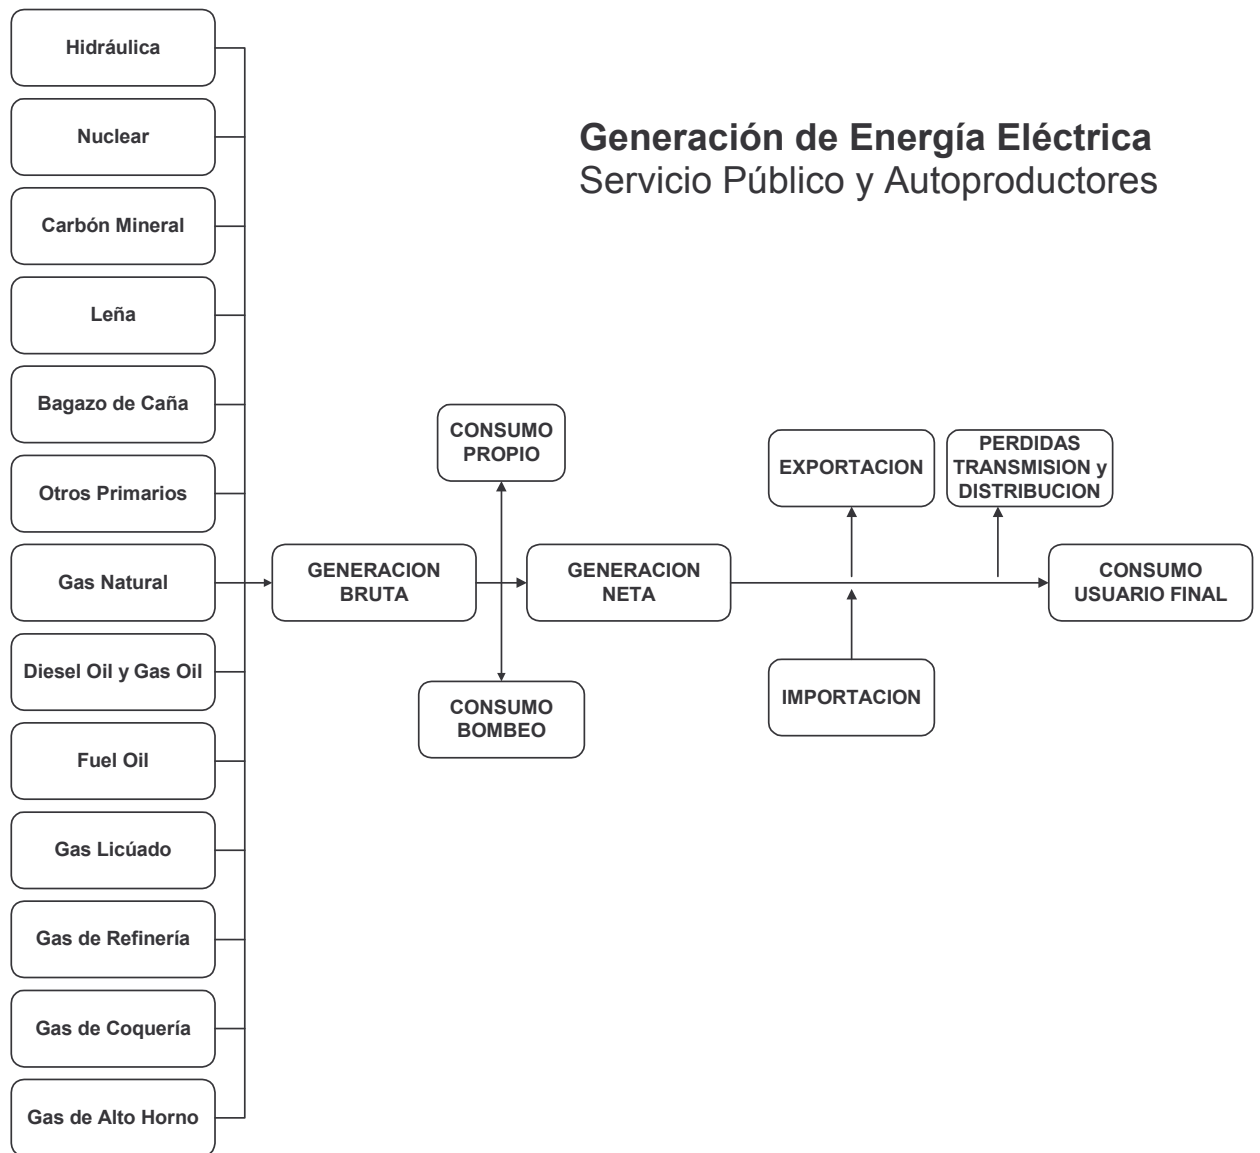 Hidráulica
Nuclear
Generación de Energía Eléctrica
Servicio Público y Autoproductores
Carbón Mineral
Leña
Bagazo de Caña
Otros Primarios
Gas Natural
Diesel Oil y Gas Oil
Fuel Oil
Gas Licúado
Gas de Refinería
Gas de Coquería
Gas de Alto Horno
GENERACION
BRUTA
CONSUMO
PROPIO
CONSUMO
BOMBEO
GENERACION
NETA
EXPORTACION
IMPORTACION
PERDIDAS
TRANSMISION y
DISTRIBUCION
CONSUMO
USUARIO FINAL